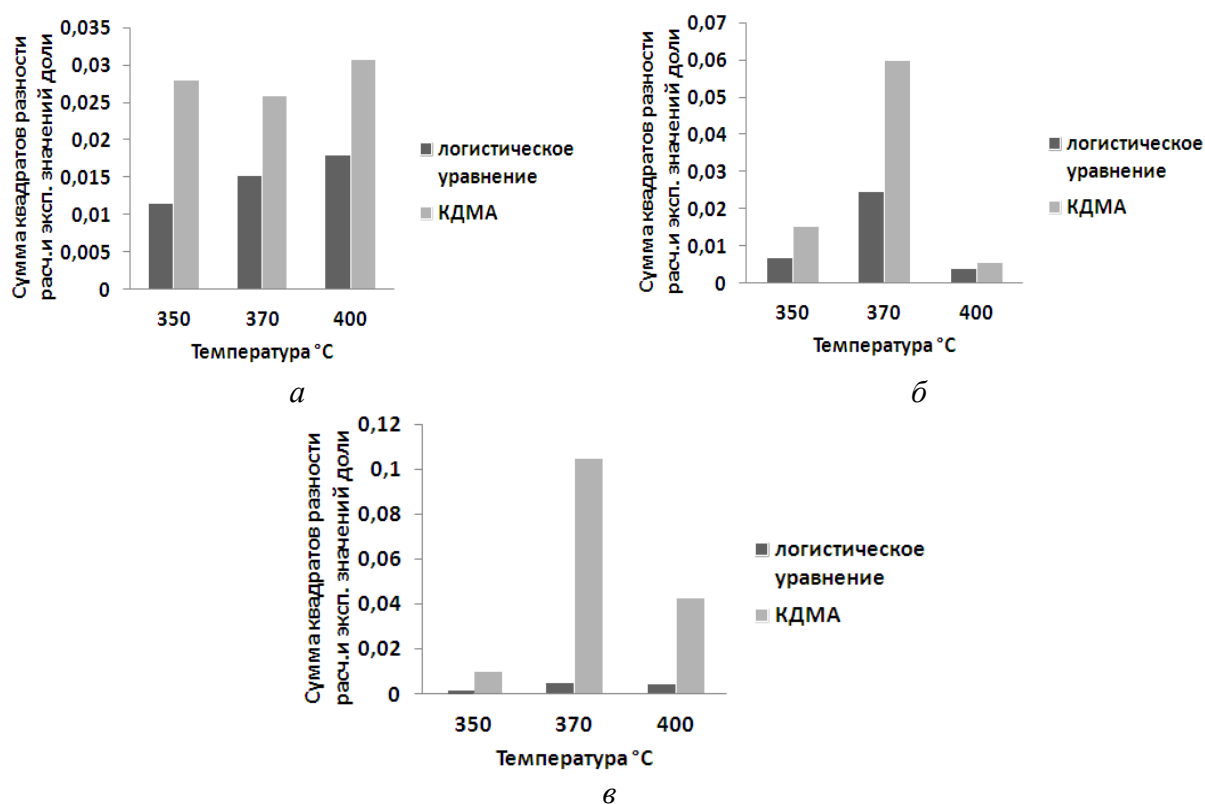 Сумма квадратов разности
расч.и эксп. значений доли
0,035
0,03
0,025
0,02
0,015
0,01
0,005
0
350 370 400
Температура °С
логистическое
уравнение
КДМА
а
Сумма квадратов разности
расч.и эксп. значений доли
0,07
0,06
0,05
0,04
0,03
0,02
0,01
0
350 370 400
Температура °С
логистическое
уравнение
КДМА
б
Сумма квадратов разности
расч.и эксп. значений доли
0,12
0,1
0,08
0,06
0,04
0,02
0
350 370 400
Температура °С
логистическое
уравнение
КДМА
в